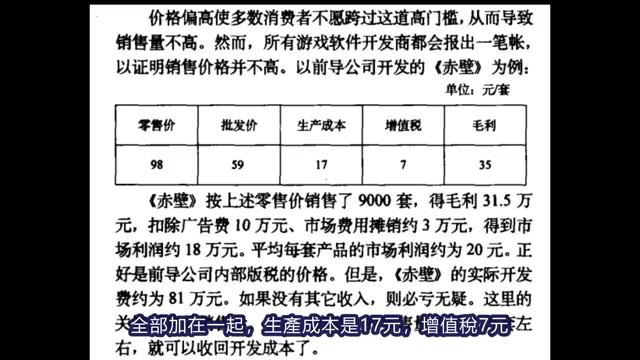 价格偏高使多数消费者不愿跨过这道高门槛，从而导致
销售量不高。然而，所有游戏软件开发商都会报出一笔帐，
以证明销售价格并不高。以前导公司开发的《赤壁》为例：
单位：元/套
零售价 批发价 生产成本 增值税 毛利
98 59 17 7 35
《赤壁》按上述零售价销售了 9000 套，得毛利 31.5 万
元，扣除广告费 10 万元、市场费用摊销约 3 万元，得到市
场利润约 18 万元。平均每套产品的市场利润约为 20 元。正
好是前导公司内部版税的价格。但是，《赤壁》的实际开发
费约为 81 万元。如果没有其它收入，则必亏无疑。这里的
全部加在一起，生產成本是17元，增值稅7元
右，就可以收回开发成本了。